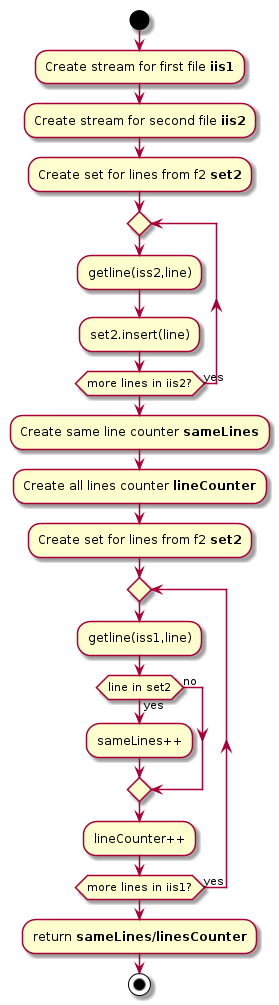 Create stream for first file iis1
Create stream for second file iis2
Create set for lines from f2 set2
getline(iss2,line)
set2.insert(line)
more lines in iis2?
yes
Create same line counter sameLines
Create all lines counter lineCounter
Create set for lines from f2 set2
getline(iss1,line)
line in set2
no
yes
sameLines++
lineCounter++
more lines in iis1?
yes
return sameLines/linesCounter